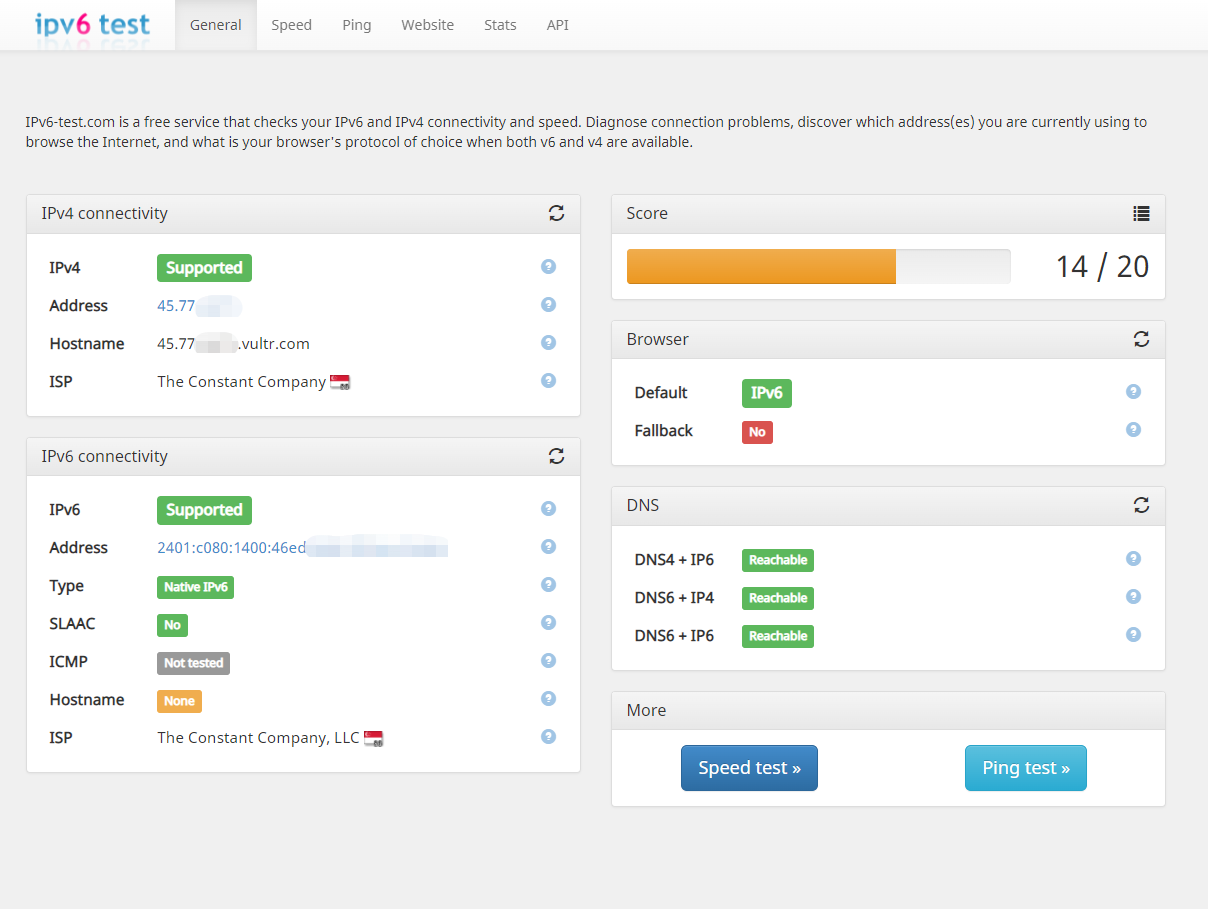 ipv6 test
General
Speed
Ping
Website
Stats
API
IPv6-test.com is a free service that checks your IPv6 and IPv4 connectivity and speed. Diagnose connection problems, discover which address(es) you are currently using to
browse the Internet, and what is your browser's protocol of choice when both v6 and v4 are available.
IPv4 connectivity
IPv4 Supported
Address 45.77
Hostname 45.77 .vultr.com
ISP The Constant Company
IPv6 connectivity
IPv6 Supported
Address 2401:c080:1400:46ed
Type Native IPv6
SLAAC No
ICMP Not tested
Hostname None
ISP The Constant Company, LLC
Score
14 / 20
Browser
Default IPv6
Fallback No
DNS
DNS4 + IP6 Reachable
DNS6 + IP4 Reachable
DNS6 + IP6 Reachable
More
Speed test »
Ping test »